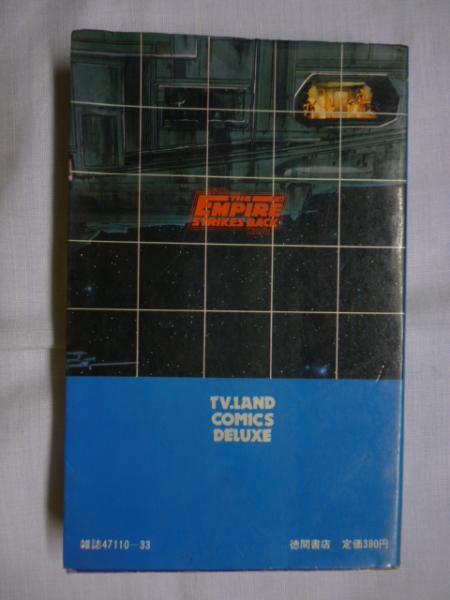 THE
EMPIRE
STRIKES BACK
TV.LAND
COMICS
DELUXE
雑誌47110-33
徳間書店 定価380円